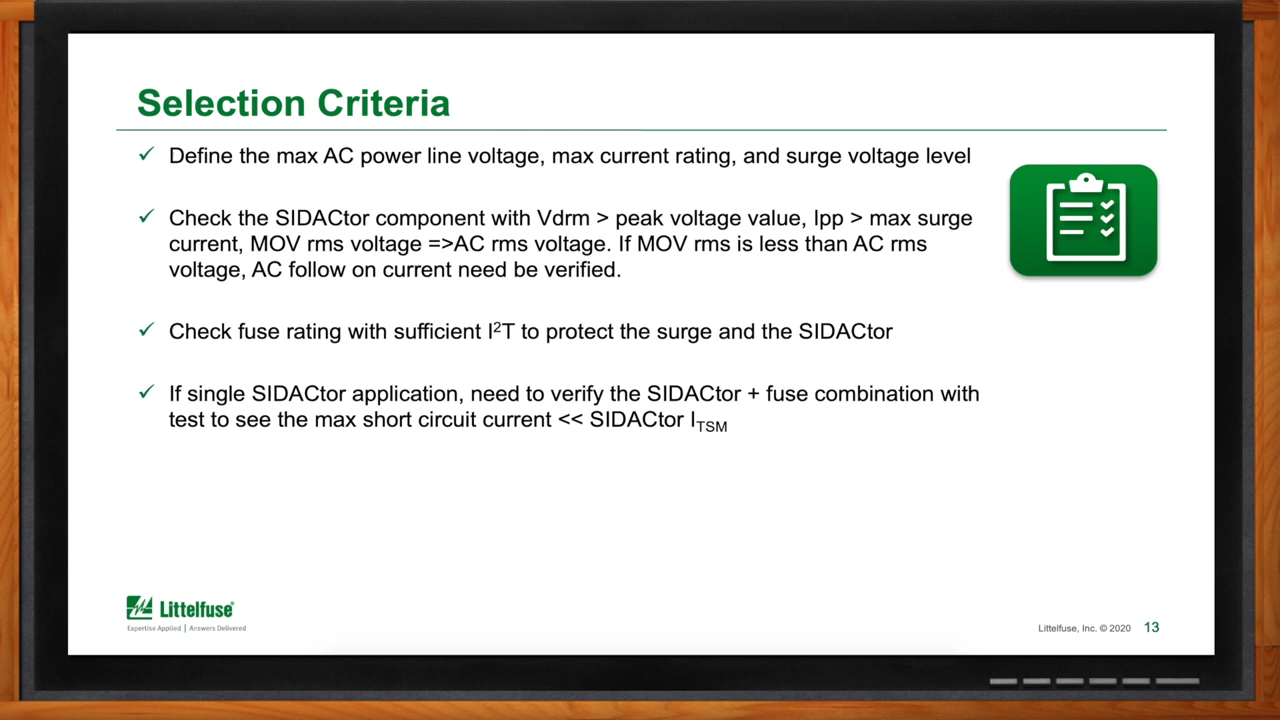 Selection Criteria
✓ Define the max AC power line voltage, max current rating, and surge voltage level
✓ Check the SIDACtor component with Vdrm > peak voltage value, Ipp > max surge
current, MOV rms voltage =>AC rms voltage. If MOV rms is less than AC rms
voltage, AC follow on current need be verified.
✓ Check fuse rating with sufficient I²T to protect the surge and the SIDACtor
✓ If single SIDACtor application, need to verify the SIDACtor + fuse combination with
test to see the max short circuit current << SIDACtor I_TSM
Littelfuse®
Expertise Applied | Answers Delivered
Littelfuse, Inc. © 2020 13